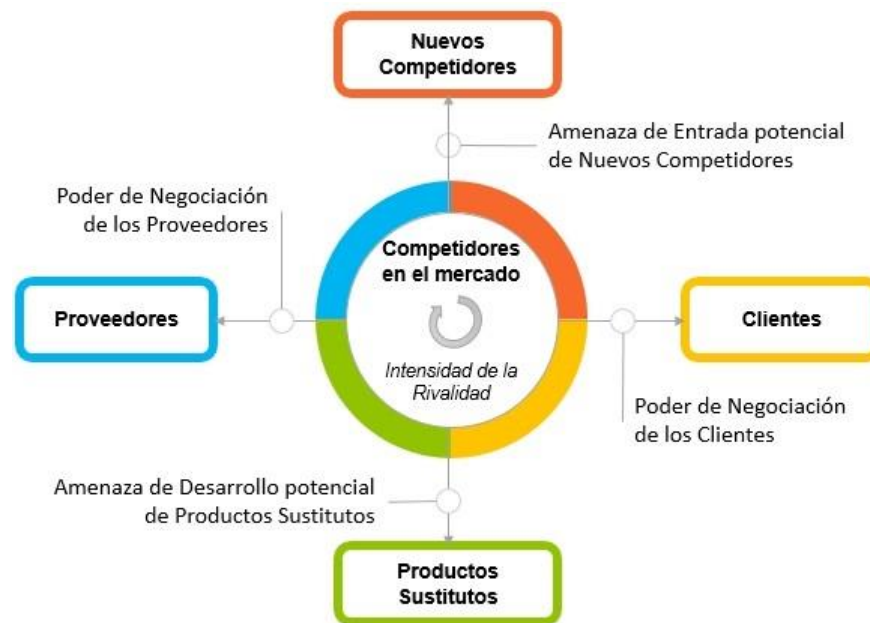 Nuevos
Competidores
Amenaza de Entrada potencial
de Nuevos Competidores
Poder de Negociación
de los Proveedores
Competidores
en el mercado
Proveedores
Clientes
Intensidad de la
Rivalidad
Poder de Negociación
de los Clientes
Amenaza de Desarrollo potencial
de Productos Sustitutos
Productos
Sustitutos